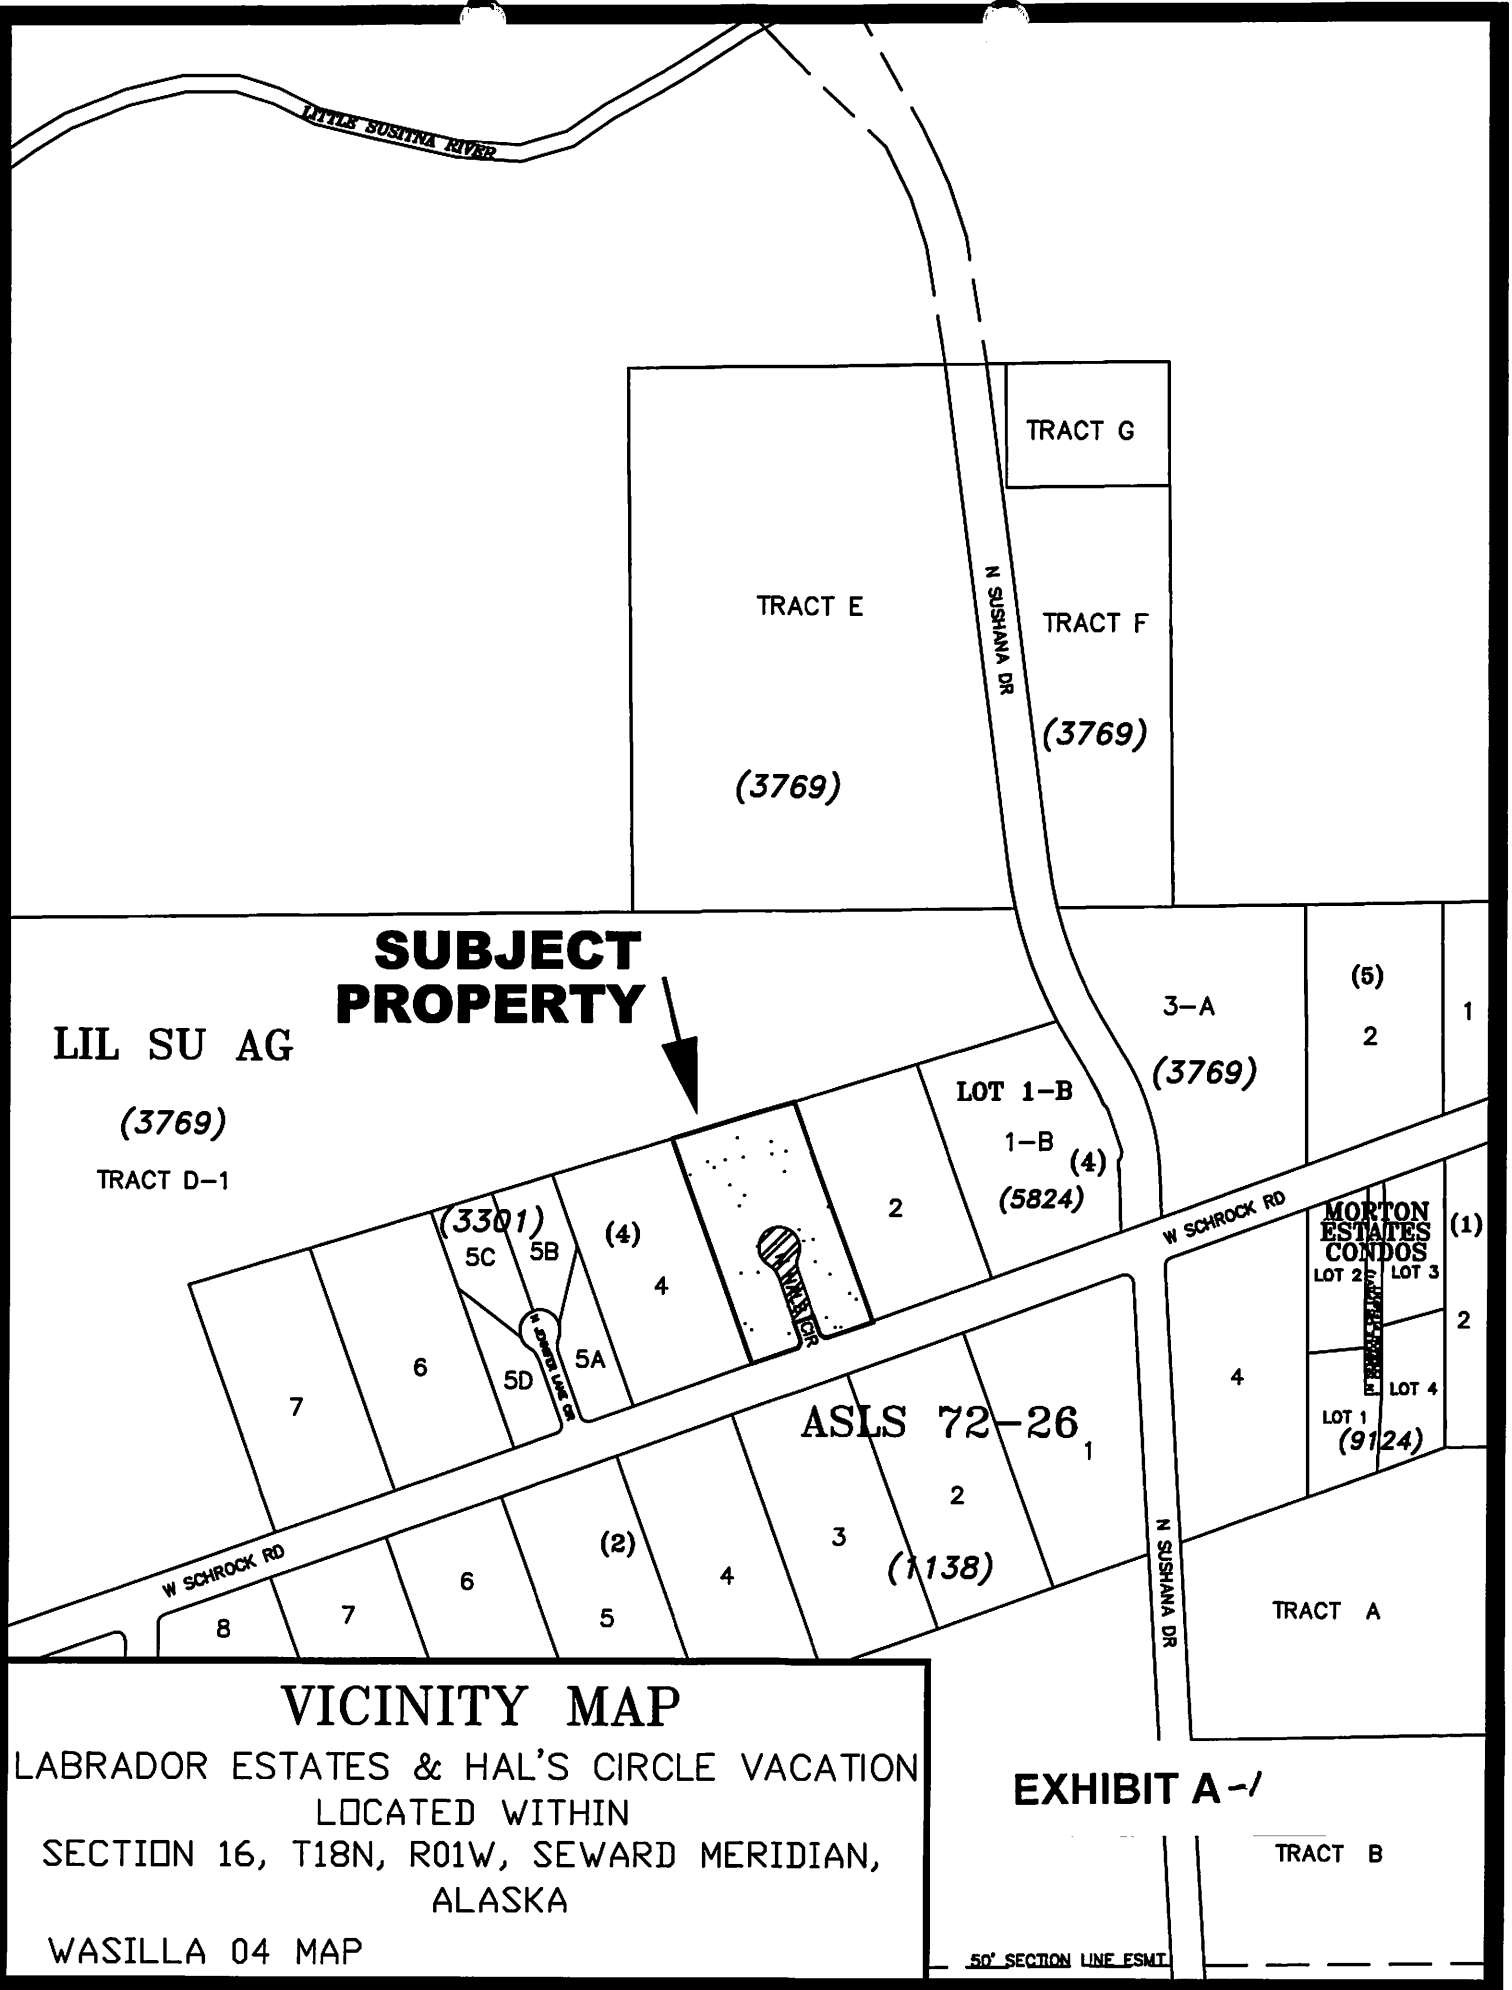 LITTLE SUSITNA RIVER
TRACT G
N SUSHANA DR
TRACT E
TRACT F
(3769)
(3769)
SUBJECT
PROPERTY
LIL SU AG
(3769)
TRACT D-1
3-A
(3769)
(5)
2
1
LOT 1-B
1-B
(4)
(5824)
2
(3301)
5C
5B
(4)
4
5D
5A
N JENNIFER LANE CIR
CIR
6
7
W SCHROCK RD
MORTON
ESTATES
CONDOS
(1)
LOT 2
LOT 3
2
4
LOT 4
LOT 1
(9124)
ASLS 72-26
1
2
3
(1138)
(2)
4
5
6
7
8
W SCHROCK RD
N SUSHANA DR
TRACT A
VICINITY MAP
LABRADOR ESTATES & HAL'S CIRCLE VACATION
LOCATED WITHIN
SECTION 16, T18N, R01W, SEWARD MERIDIAN,
ALASKA
WASILLA 04 MAP
EXHIBIT A-1
TRACT B
50' SECTION LINE ESMT